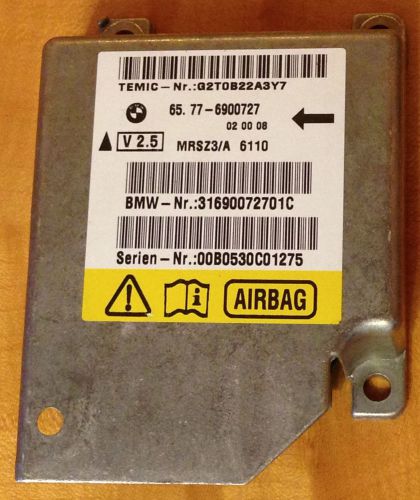 TEMIC-Nr.:G2T0B22A3Y7
65. 77-6900727
02 00 08
V 2.5
MRSZ3/A 6110
BMW-Nr.:31690072701C
Serien-Nr.:00B0530C01275
i AIRBAG